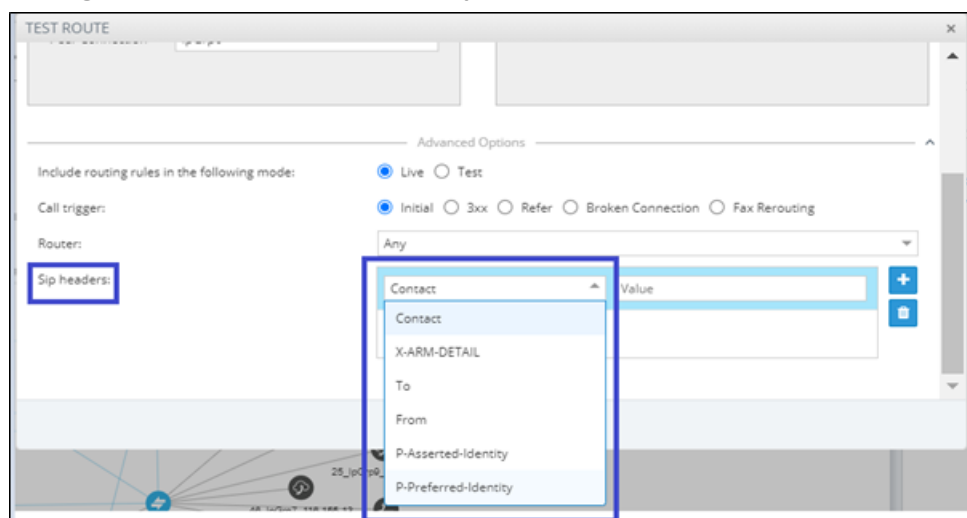 TEST ROUTE
Advanced Options
Include routing rules in the following mode:
Live Test
Call trigger:
Initial 3xx Refer Broken Connection Fax Rerouting
Router:
Any
Sip headers:
Contact Value
Contact
X-ARM-DETAIL
To
From
P-Asserted-Identity
P-Preferred-Identity